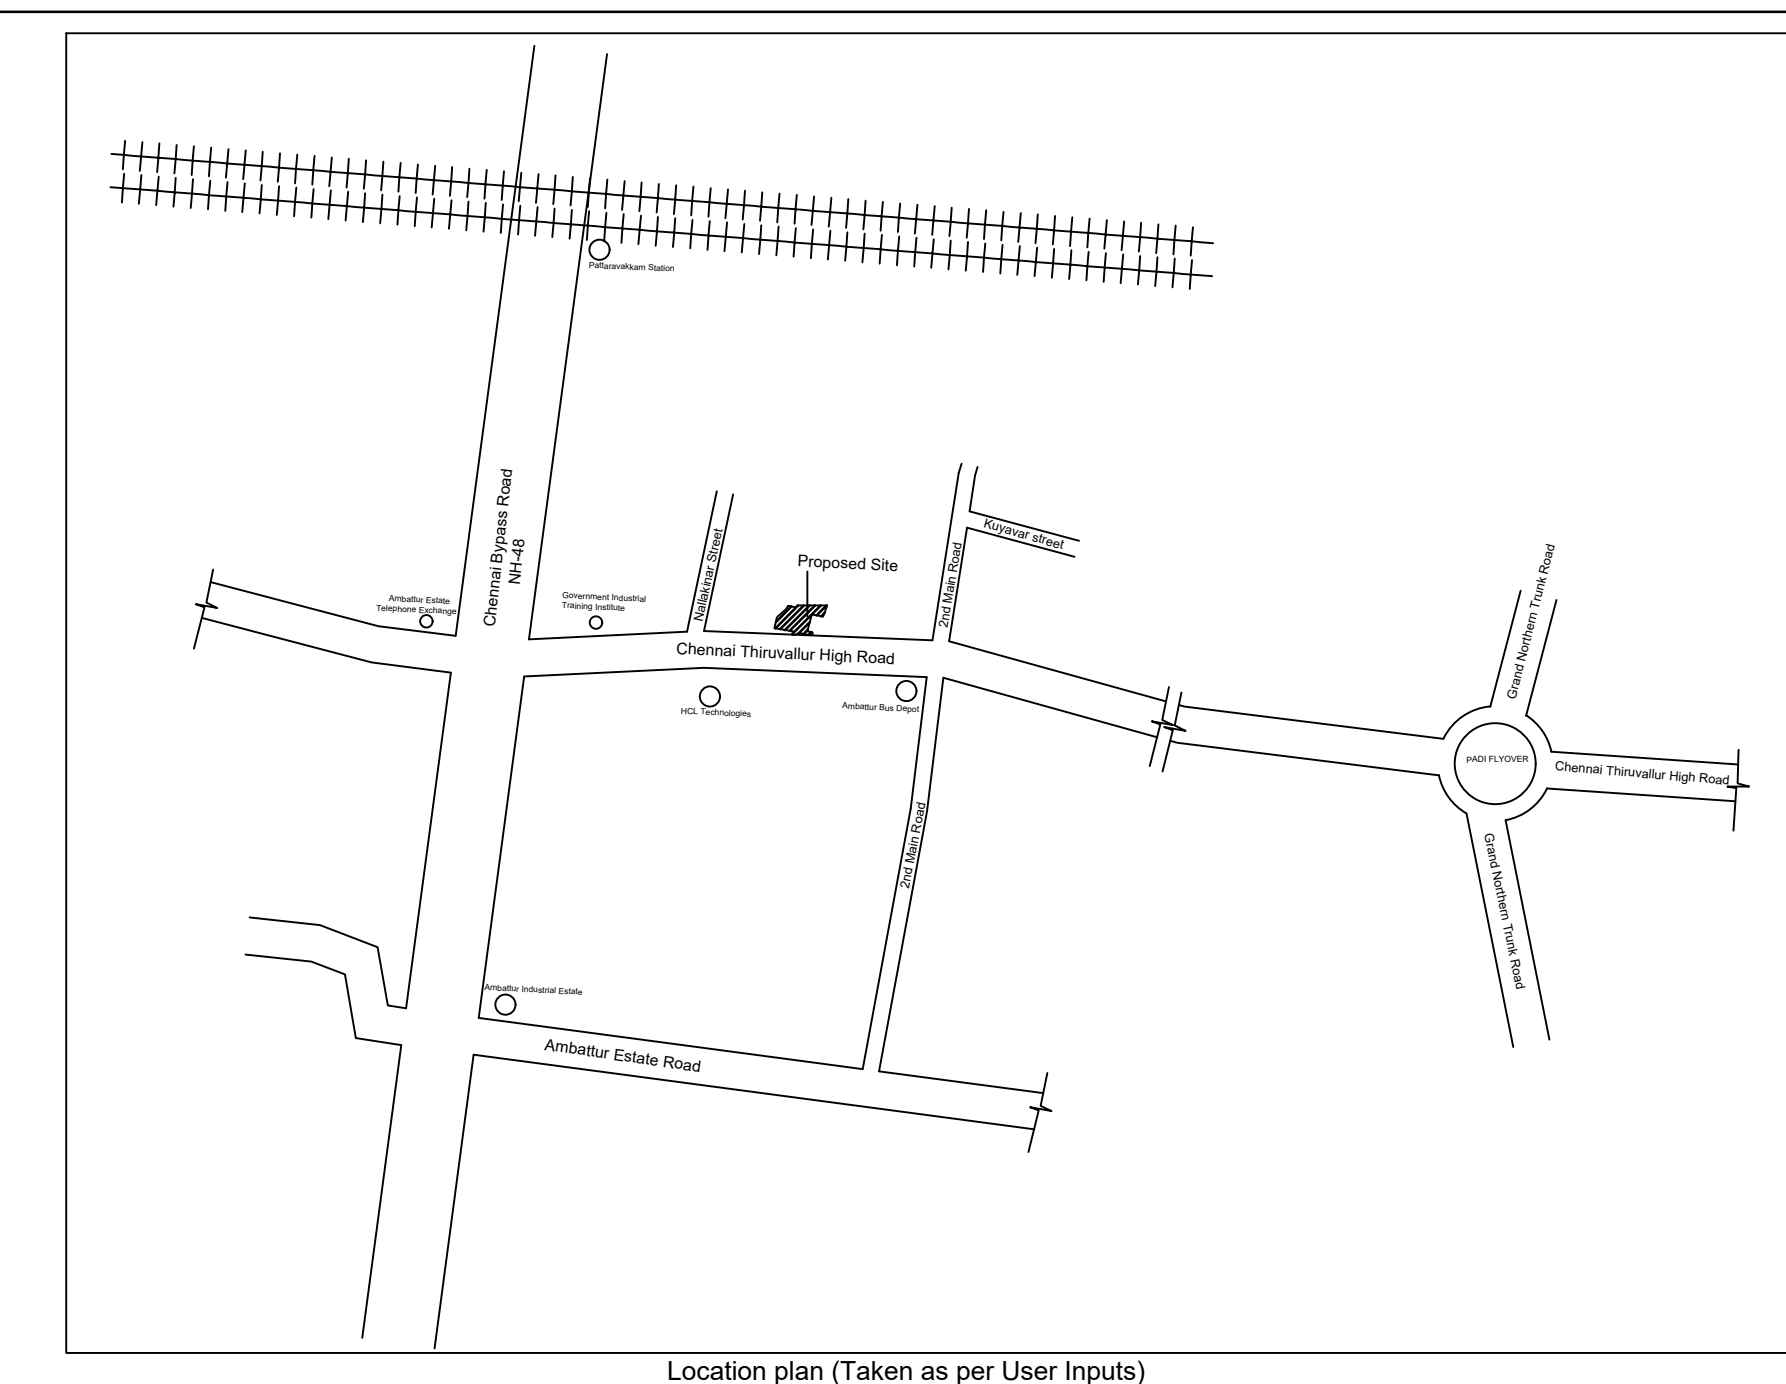 Pattaravakkam Station
Chennai Bypass Road
NH-48
Nallakinar Street
Proposed Site
2nd Main Road
Kuyavar street
Grand Northern Trunk Road
Ambattur Estate
Telephone Exchange
Government Industrial
Training Institute
Chennai Thiruvallur High Road
HCL Technologies
Ambattur Bus Depot
PADI FLYOVER
Chennai Thiruvallur High Road
2nd Main Road
Grand Northern Trunk Road
Ambattur Industrial Estate
Ambattur Estate Road
Location plan (Taken as per User Inputs)